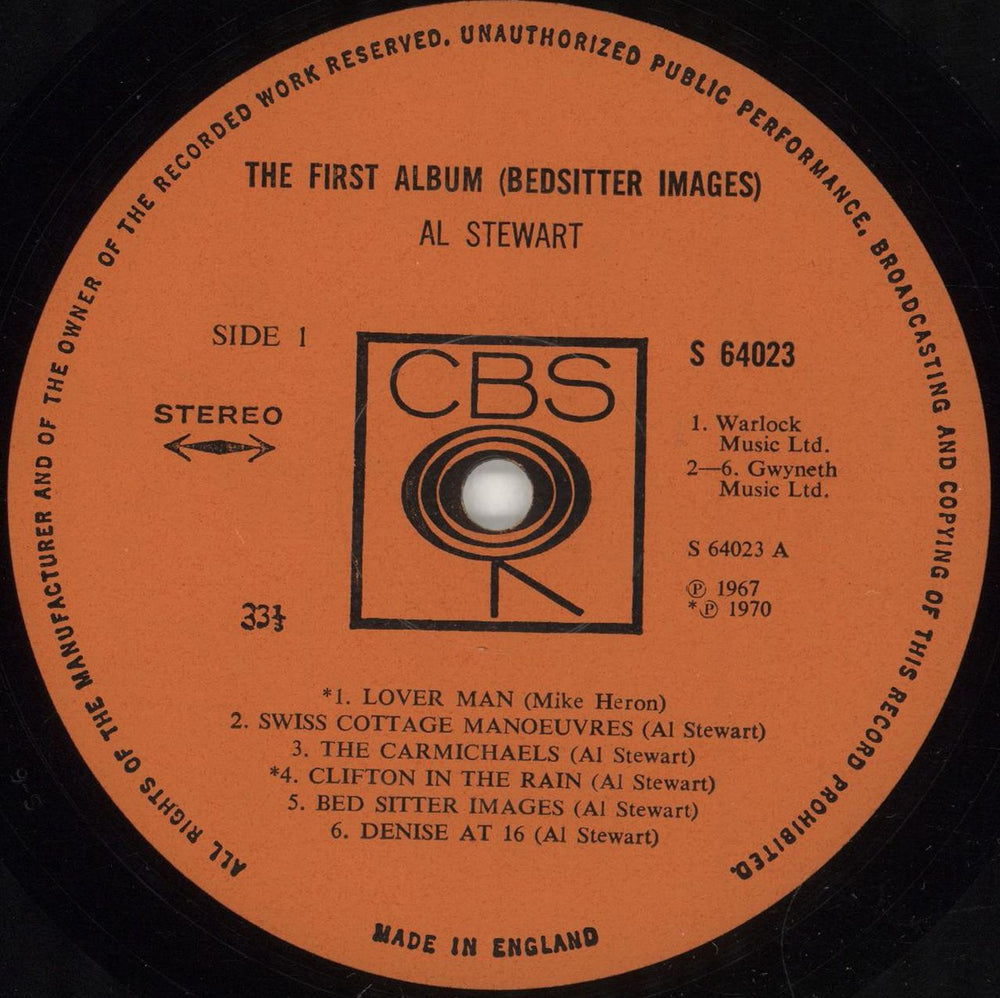 ALL RIGHTS OF THE MANUFACTURER AND OF THE OWNER OF THE RECORDED WORK RESERVED. UNAUTHORIZED PUBLIC PERFORMANCE, BROADCASTING AND COPYING OF THIS RECORD PROHIBITED.
THE FIRST ALBUM (BEDSITTER IMAGES)
AL STEWART
SIDE 1
STEREO
33⅓
CBS
S 64023
1. Warlock
Music Ltd.
2—6. Gwyneth
Music Ltd.
S 64023 A
℗ 1967
*℗ 1970
*1. LOVER MAN (Mike Heron)
2. SWISS COTTAGE MANOEUVRES (Al Stewart)
3. THE CARMICHAELS (Al Stewart)
*4. CLIFTON IN THE RAIN (Al Stewart)
5. BED SITTER IMAGES (Al Stewart)
6. DENISE AT 16 (Al Stewart)
MADE IN ENGLAND